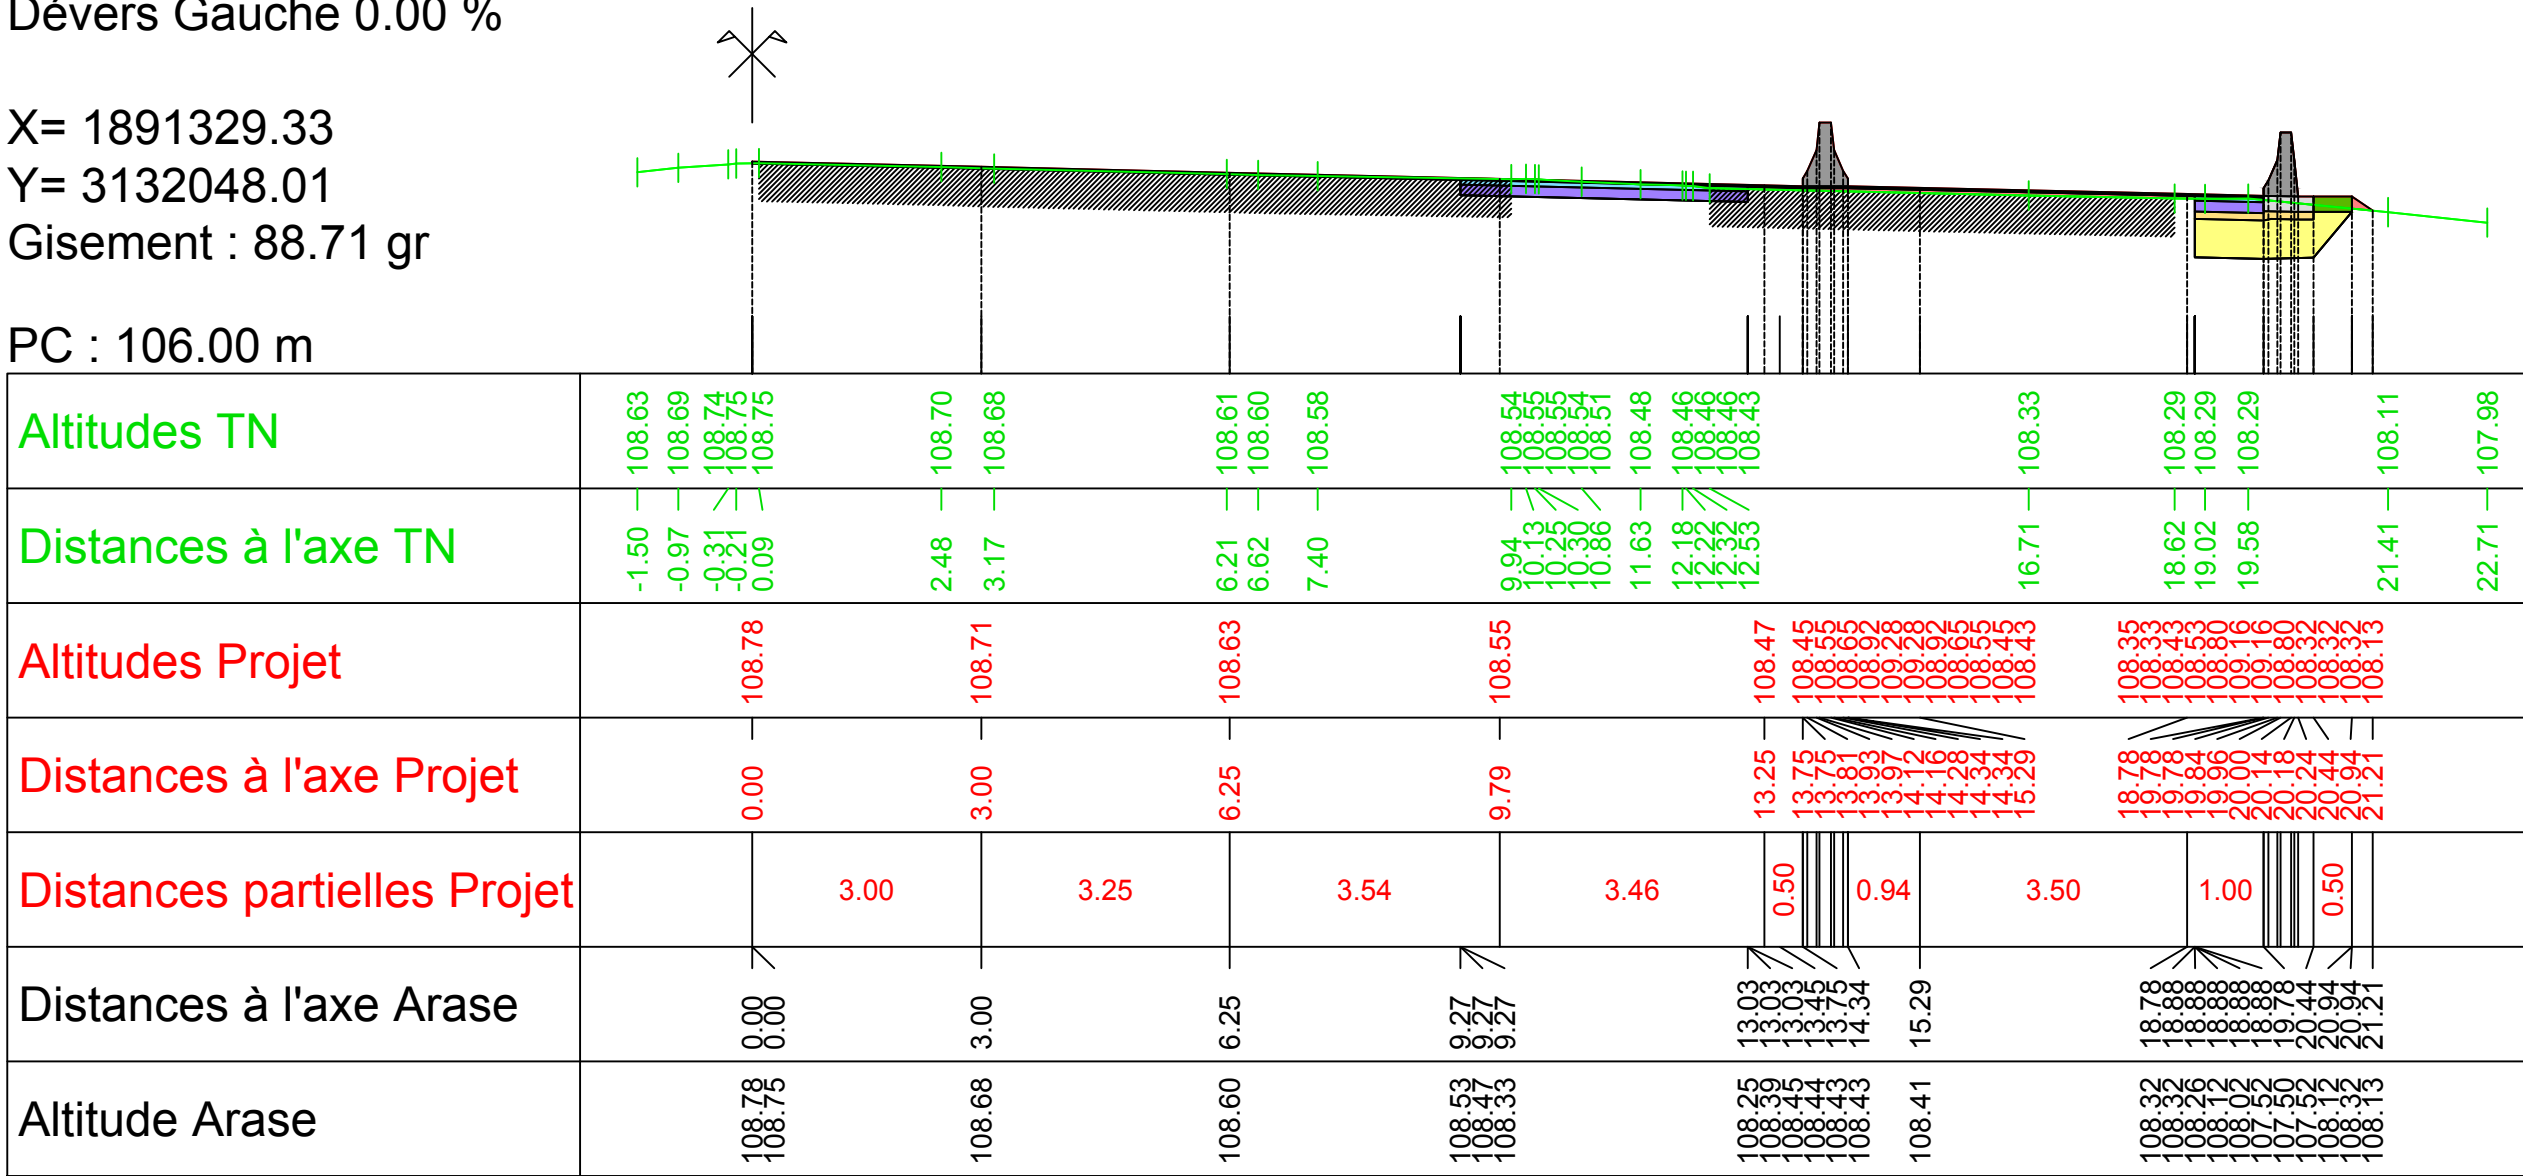 Dévers Gauche 0.00 %
X= 1891329.33
Y= 3132048.01
Gisement : 88.71 gr
PC : 106.00 m
Altitudes TN 108.63 108.69 108.74 108.75 108.75 108.70 108.68 108.61 108.60 108.58 108.54 108.55 108.55 108.54 108.51 108.48 108.46 108.46 108.46 108.43 108.33 108.29 108.29 108.29 108.11 107.98
Distances à l'axe TN -1.50 -0.97 -0.31 -0.21 0.09 2.48 3.17 6.21 6.62 7.40 9.94 10.13 10.25 10.30 10.86 11.63 12.18 12.22 12.32 12.53 16.71 18.62 19.02 19.58 21.41 22.71
Altitudes Projet 108.78 108.71 108.63 108.55 108.47 108.45 108.55 108.65 108.92 109.28 109.28 108.92 108.65 108.55 108.45 108.43 108.35 108.33 108.43 108.53 108.80 109.16 109.16 108.80 108.32 108.32 108.32 108.13
Distances à l'axe Projet 0.00 3.00 6.25 9.79 13.25 13.75 13.75 13.81 13.93 13.97 14.12 14.16 14.28 14.34 14.34 15.29 18.78 19.78 19.78 19.84 19.96 20.00 20.14 20.18 20.24 20.44 20.94 21.21
Distances partielles Projet 3.00 3.25 3.54 3.46 0.50 0.94 3.50 1.00 0.50
Distances à l'axe Arase 0.00 0.00 3.00 6.25 9.27 9.27 9.27 13.03 13.03 13.03 13.45 13.75 14.34 15.29 18.78 18.88 18.88 18.88 18.88 18.88 19.78 20.44 20.94 20.94 21.21
Altitude Arase 108.78 108.75 108.68 108.60 108.53 108.47 108.33 108.25 108.39 108.45 108.44 108.43 108.43 108.41 108.32 108.32 108.26 108.12 108.02 107.52 107.50 107.52 108.12 108.32 108.13